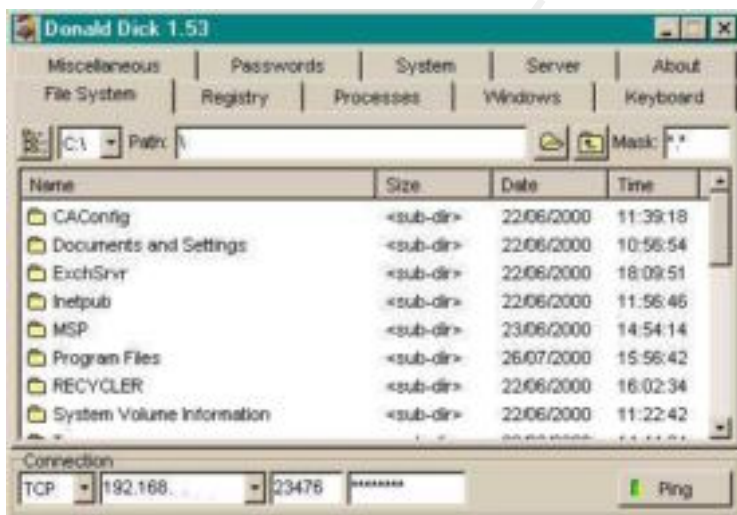 Donald Dick 1.53
Miscellaneous Passwords System Server About
File System Registry Processes Windows Keyboard
C:\ Path: \ Mask: *.*
Name Size Date Time
CAConfig <sub-dir> 22/06/2000 11:39:18
Documents and Settings <sub-dir> 22/06/2000 10:56:54
ExchSrvr <sub-dir> 22/06/2000 18:09:51
Inetpub <sub-dir> 22/06/2000 11:56:46
MSP <sub-dir> 23/06/2000 14:54:14
Program Files <sub-dir> 26/07/2000 15:56:42
RECYCLER <sub-dir> 22/06/2000 16:02:34
System Volume Information <sub-dir> 22/06/2000 11:22:42
Connection
TCP 192.168. 23476 ******** Ping